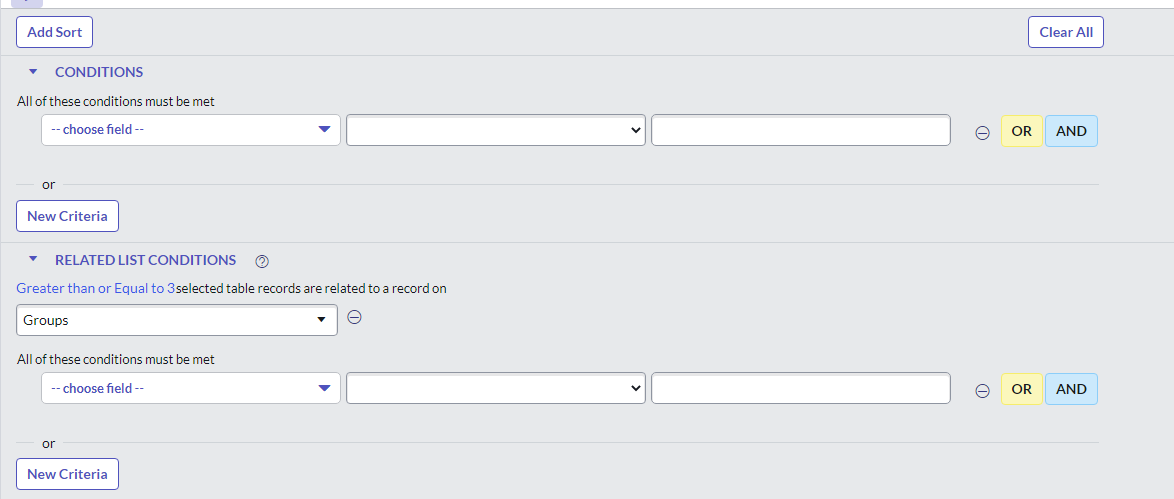 Add Sort Clear All
CONDITIONS
All of these conditions must be met
-- choose field -- OR AND
or
New Criteria
RELATED LIST CONDITIONS ?
Greater than or Equal to 3 selected table records are related to a record on
Groups
All of these conditions must be met
-- choose field -- OR AND
or
New Criteria